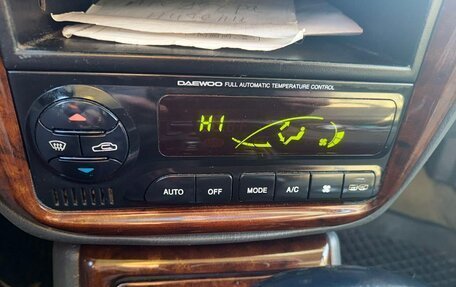 DAEWOO FULL AUTOMATIC TEMPERATURE CONTROL
HI
AUTO OFF MODE A/C